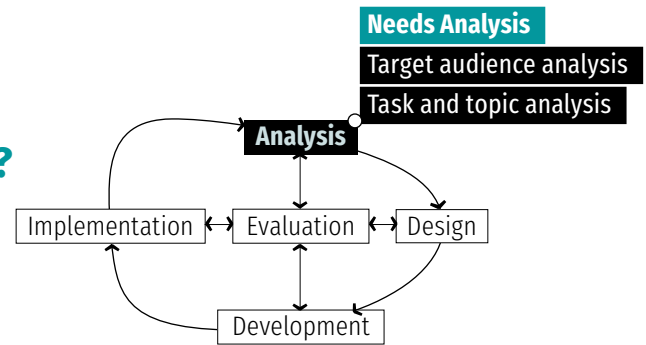 Needs Analysis
Target audience analysis
Task and topic analysis
Analysis
?
Implementation
Evaluation
Design
Development